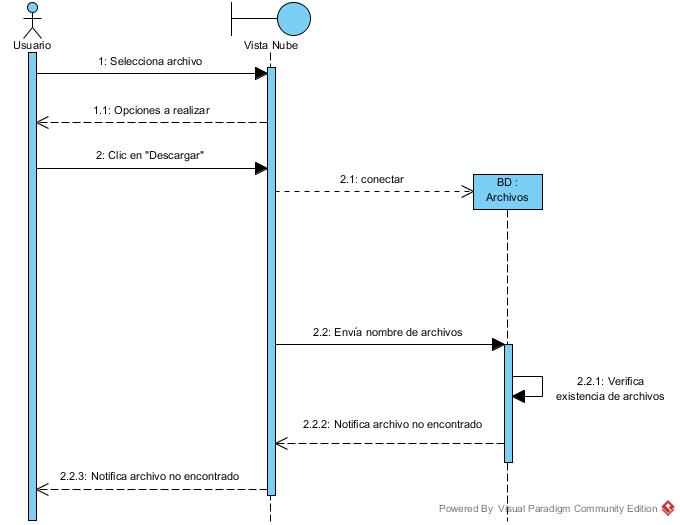 Usuario
Vista Nube
1: Selecciona archivo
1.1: Opciones a realizar
2: Clic en "Descargar"
2.1: conectar
BD :
Archivos
2.2: Envía nombre de archivos
2.2.1: Verifica
existencia de archivos
2.2.2: Notifica archivo no encontrado
2.2.3: Notifica archivo no encontrado
Powered By Visual Paradigm Community Edition